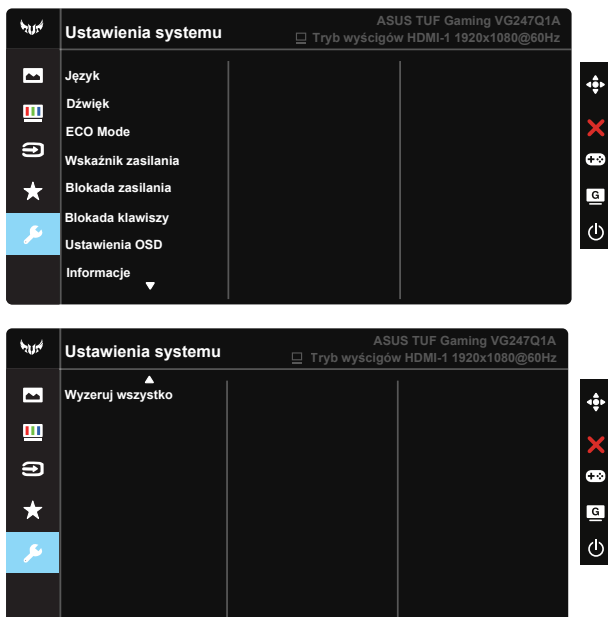 ASUS TUF Gaming VG247Q1A
Ustawienia systemu
Tryb wyścigów HDMI-1 1920x1080@60Hz
Język
Dźwięk
ECO Mode
Wskaźnik zasilania
Blokada zasilania
Blokada klawiszy
Ustawienia OSD
Informacje
G
ASUS TUF Gaming VG247Q1A
Ustawienia systemu
Tryb wyścigów HDMI-1 1920x1080@60Hz
Wyzeruj wszystko
G